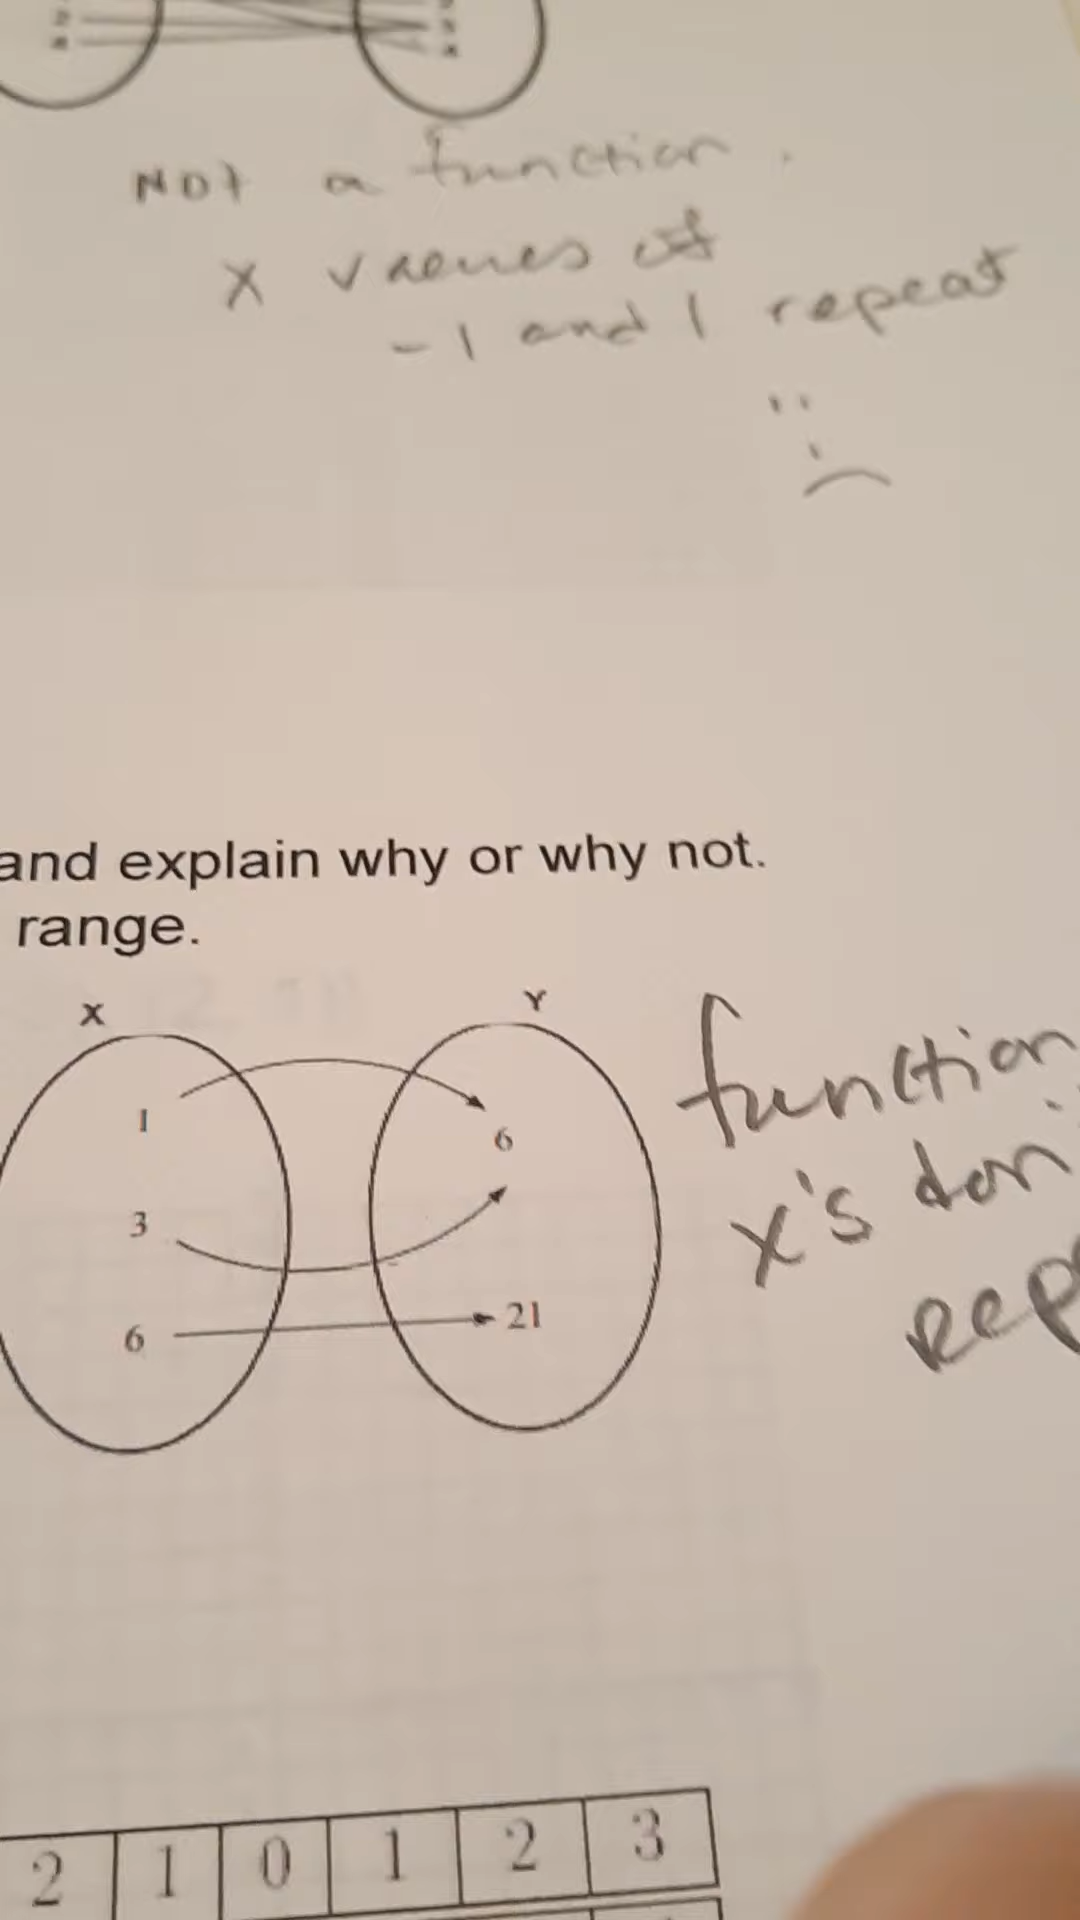 NOt a function.
x values of
-1 and 1 repeat
and explain why or why not.
range.
X Y
1
6
3
6 21
function
x's don'
Rep
2 1 0 1 2 3